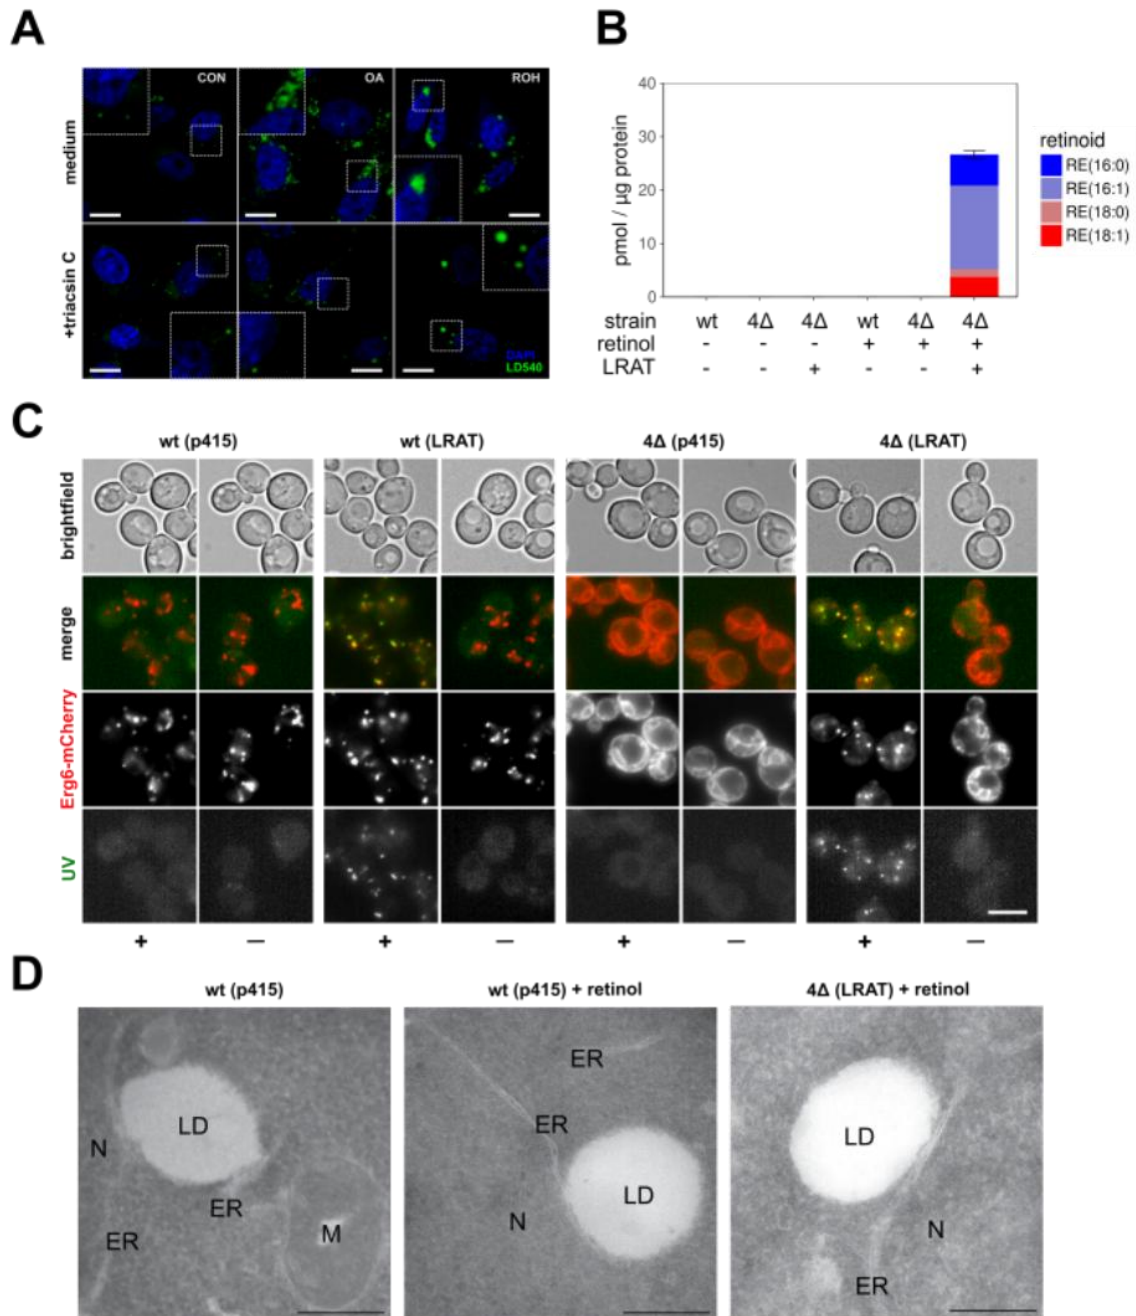 A
CON
OA
ROH
medium
+triacsin C
DAPI
LD540
B
40
30
20
10
0
pmol / µg protein
strain wt 4Δ 4Δ wt 4Δ 4Δ
retinol - - - + + +
LRAT - - + - - +
retinoid
RE(16:0)
RE(16:1)
RE(18:0)
RE(18:1)
C
wt (p415) wt (LRAT) 4Δ (p415) 4Δ (LRAT)
brightfield
merge
Erg6-mCherry
UV
+ — + — + — + —
D
wt (p415) wt (p415) + retinol 4Δ (LRAT) + retinol
LD
N
ER
ER
M
ER
ER
LD
N
LD
N
ER